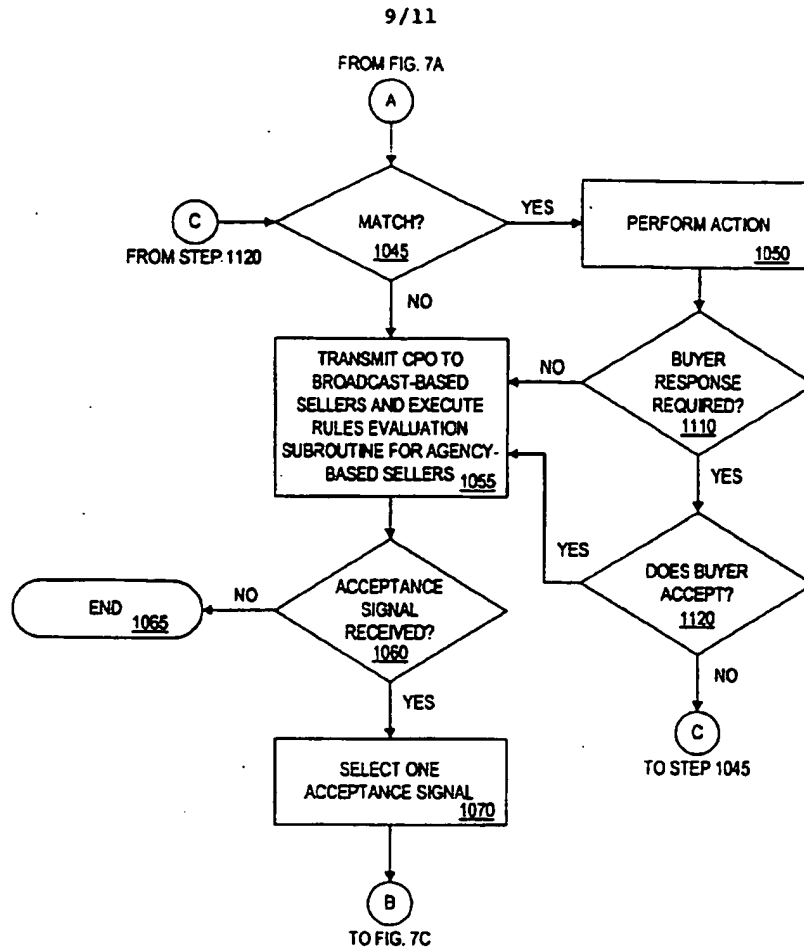 9/11
FROM FIG. 7A
A
C
FROM STEP 1120
MATCH?
1045
YES
NO
PERFORM ACTION
1050
TRANSMIT CPO TO
BROADCAST-BASED
SELLERS AND EXECUTE
RULES EVALUATION
SUBROUTINE FOR AGENCY-
BASED SELLERS 1055
NO
BUYER
RESPONSE
REQUIRED?
1110
YES
YES
DOES BUYER
ACCEPT?
1120
NO
C
TO STEP 1045
END
1065
NO
ACCEPTANCE
SIGNAL
RECEIVED?
1060
YES
SELECT ONE
ACCEPTANCE SIGNAL
1070
B
TO FIG. 7C